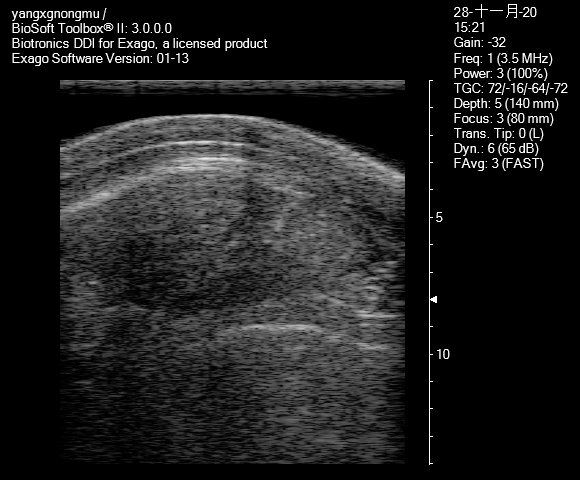 yangxgnongmu /
BioSoft Toolbox® II: 3.0.0.0
Biotronics DDI for Exago, a licensed product
Exago Software Version: 01-13
28-十一月-20
15:21
Gain: -32
Freq: 1 (3.5 MHz)
Power: 3 (100%)
TGC: 72/-16/-64/-72
Depth: 5 (140 mm)
Focus: 3 (80 mm)
Trans. Tip: 0 (L)
Dyn.: 6 (65 dB)
FAvg: 3 (FAST)
5
10